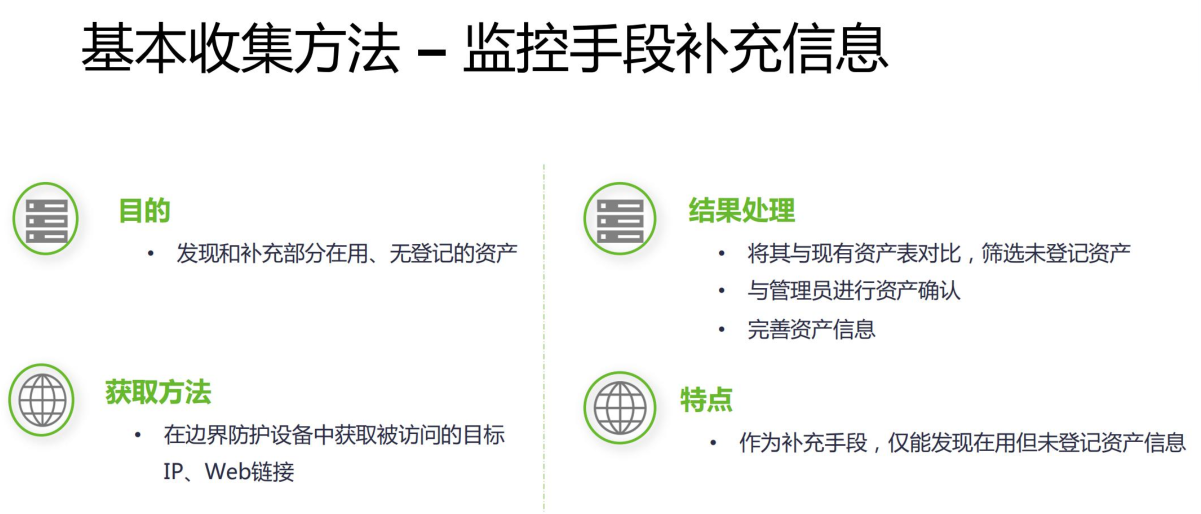 基本收集方法 – 监控手段补充信息
目的
• 发现和补充部分在用、无登记的资产
获取方法
• 在边界防护设备中获取被访问的目标
IP、Web链接
结果处理
• 将其与现有资产表对比，筛选未登记资产
• 与管理员进行资产确认
• 完善资产信息
特点
• 作为补充手段，仅能发现在用但未登记资产信息